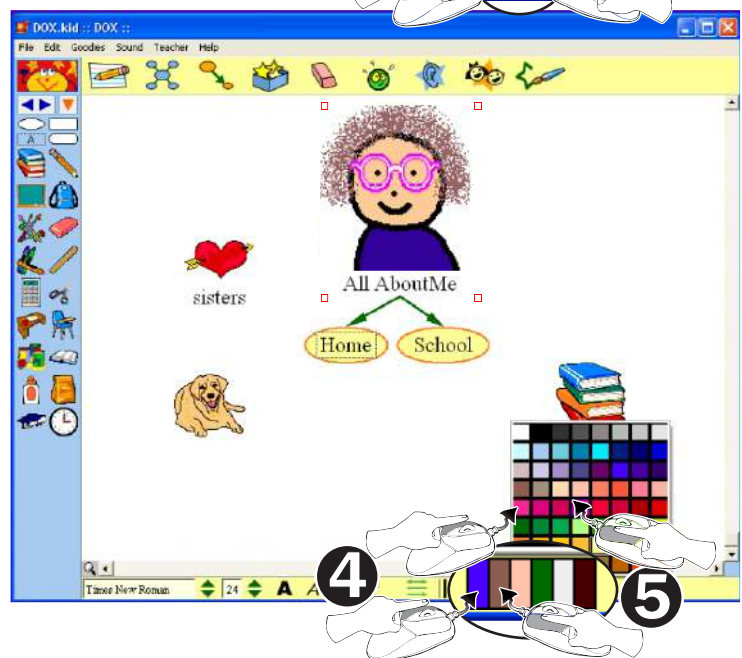 DOX.kid :: DOX ::
File Edit Goodies Sound Teacher Help
A
All AboutMe
sisters
Home School
Times New Roman 24 A A
4 5